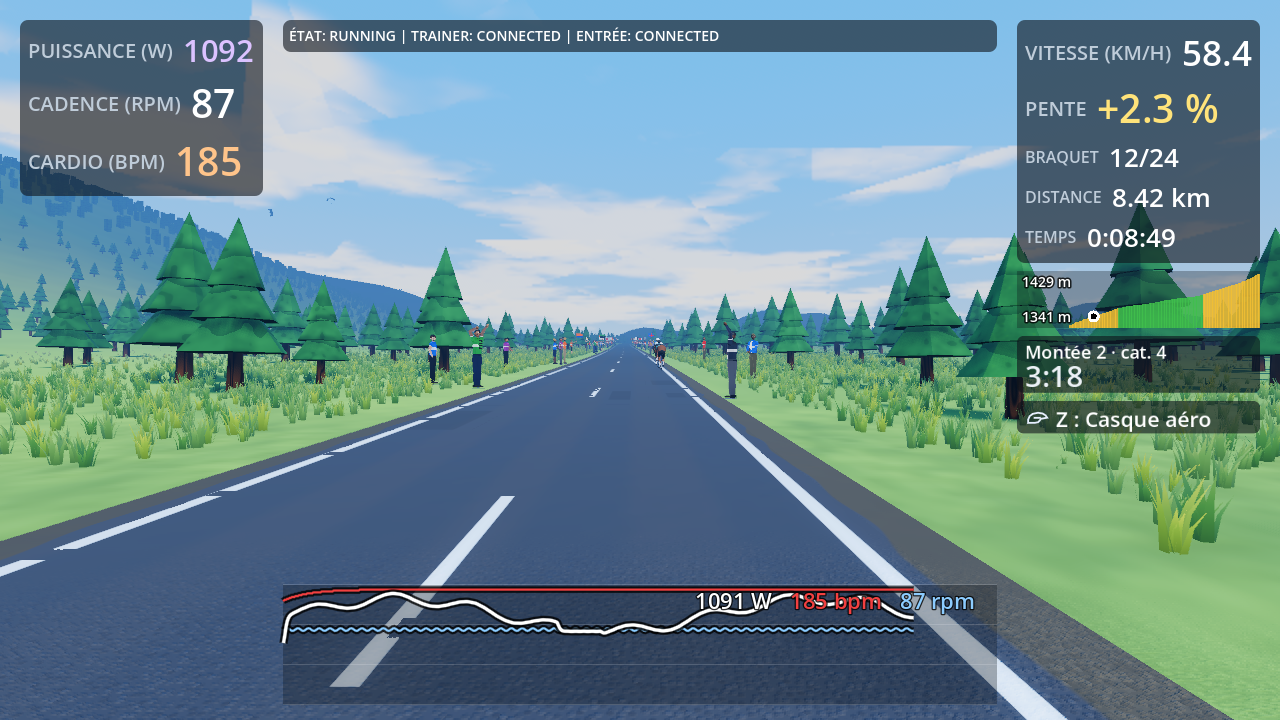 PUISSANCE (W) 1092
CADENCE (RPM) 87
CARDIO (BPM) 185
ÉTAT: RUNNING | TRAINER: CONNECTED | ENTRÉE: CONNECTED
VITESSE (KM/H) 58.4
PENTE +2.3 %
BRAQUET 12/24
DISTANCE 8.42 km
TEMPS 0:08:49
1429 m
1341 m
Montée 2 · cat. 4
3:18
Z : Casque aéro
1091 W 185 bpm 87 rpm